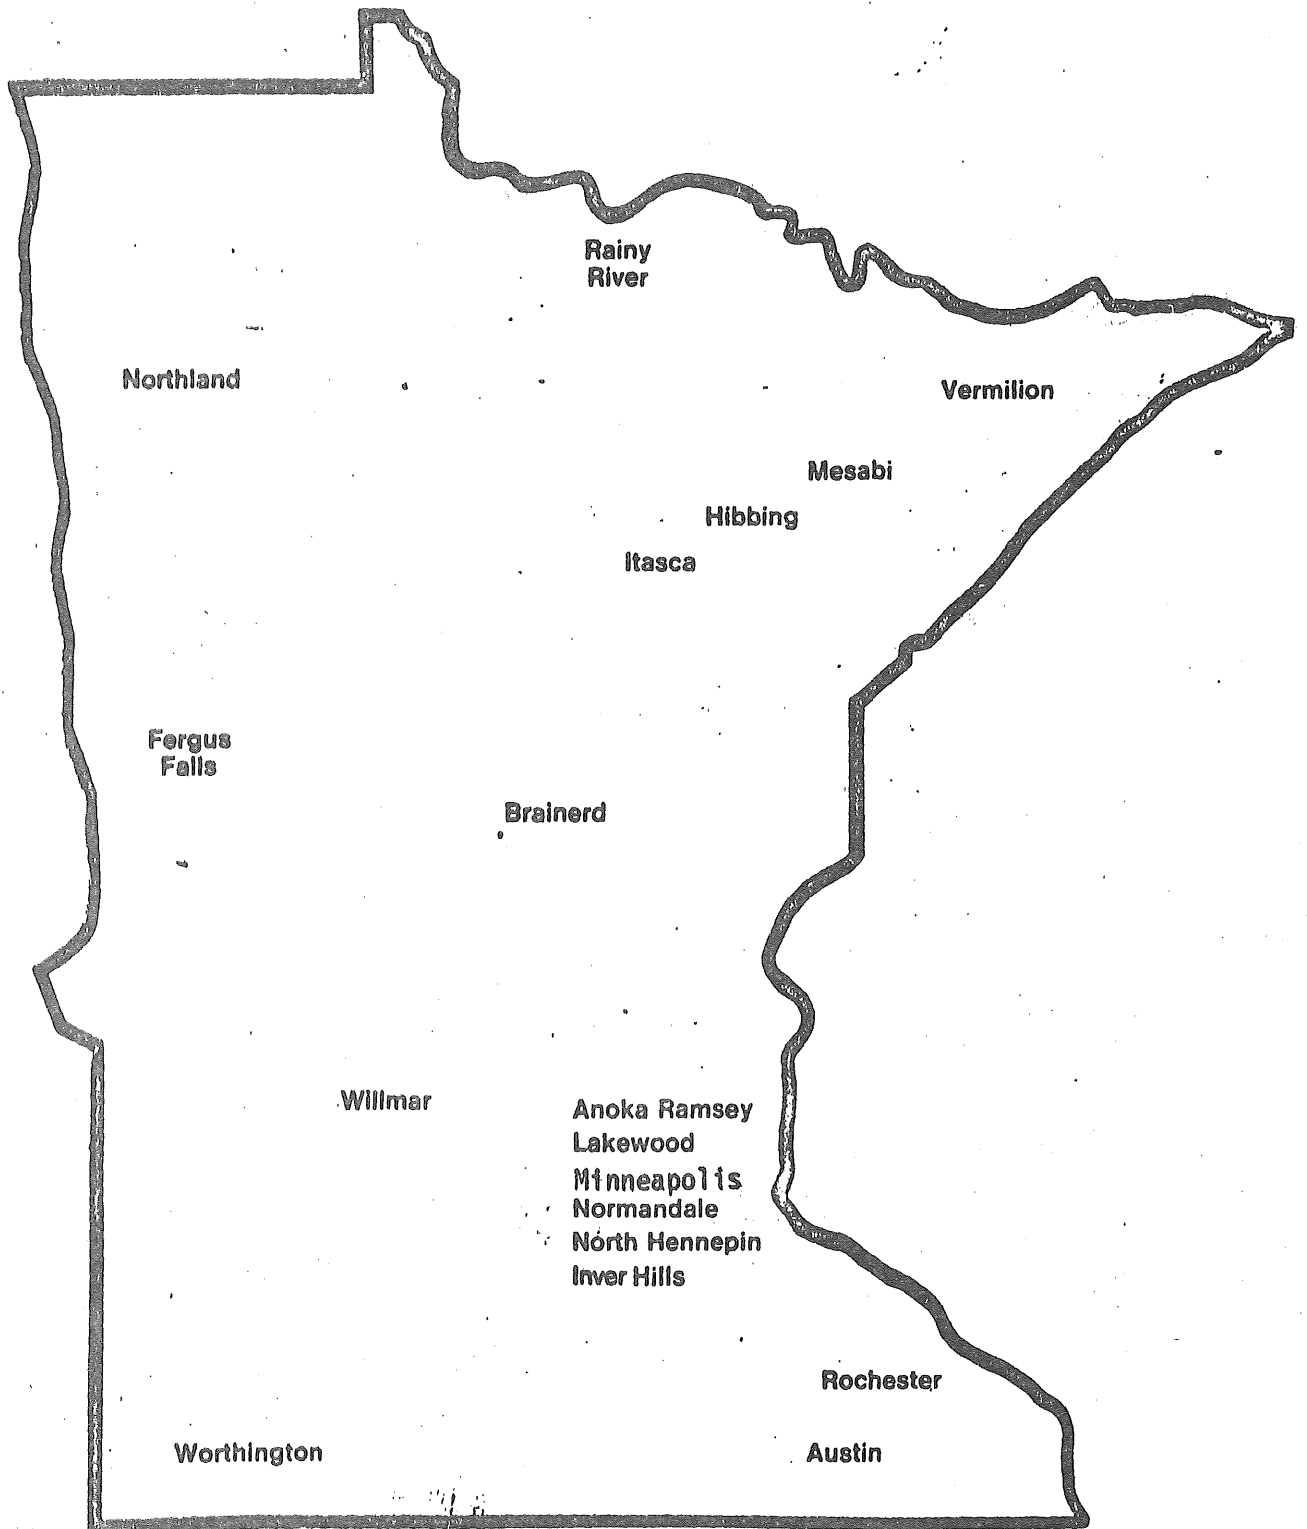 Rainy
River
Northland
Vermilion
Mesabi
Hibbing
Itasca
Fergus
Falls
Brainerd
Willmar
Anoka Ramsey
Lakewood
Minneapolis
Normandale
North Hennepin
Inver Hills
Rochester
Worthington
Austin